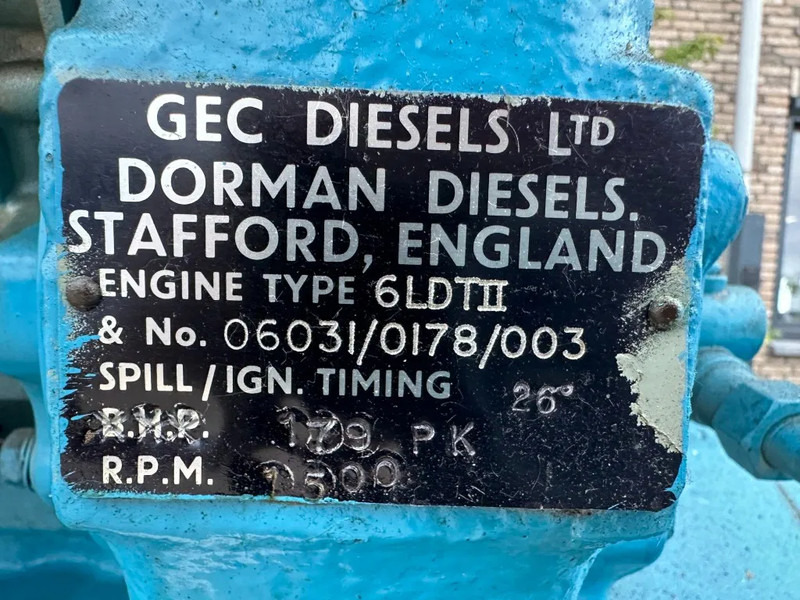 GEC DIESELS LTD
DORMAN DIESELS.
STAFFORD, ENGLAND
ENGINE TYPE 6LDTII
& No. 06031/0178/003
SPILL/IGN. TIMING 26°
B.H.P. 179 PK
R.P.M. 1500